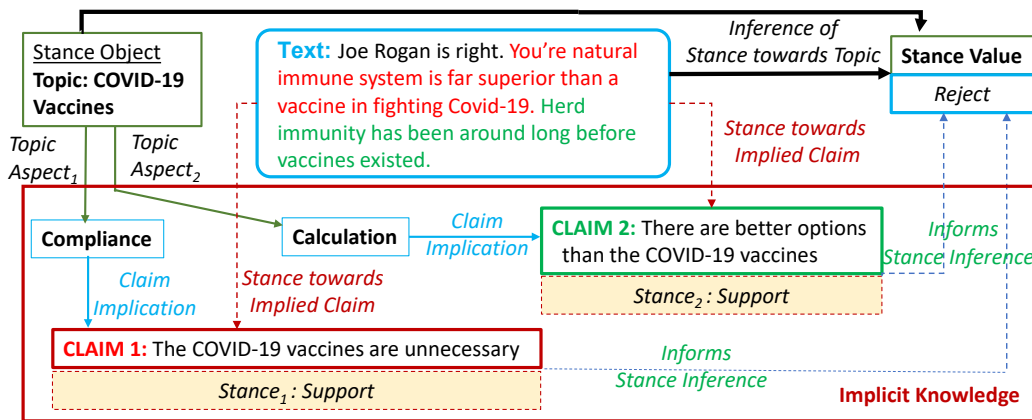 Stance Object
Topic: COVID-19
Vaccines
Text: Joe Rogan is right. You're natural
immune system is far superior than a
vaccine in fighting Covid-19. Herd
immunity has been around long before
vaccines existed.
Inference of
Stance towards Topic
Stance Value
Reject
Topic
Aspect1
Topic
Aspect2
Stance towards
Implied Claim
Compliance
Calculation
Claim
Implication
CLAIM 2: There are better options
than the COVID-19 vaccines
Informs
Stance Inference
Claim
Implication
Stance towards
Implied Claim
Stance2 : Support
CLAIM 1: The COVID-19 vaccines are unnecessary
Informs
Stance Inference
Stance1 : Support
Implicit Knowledge